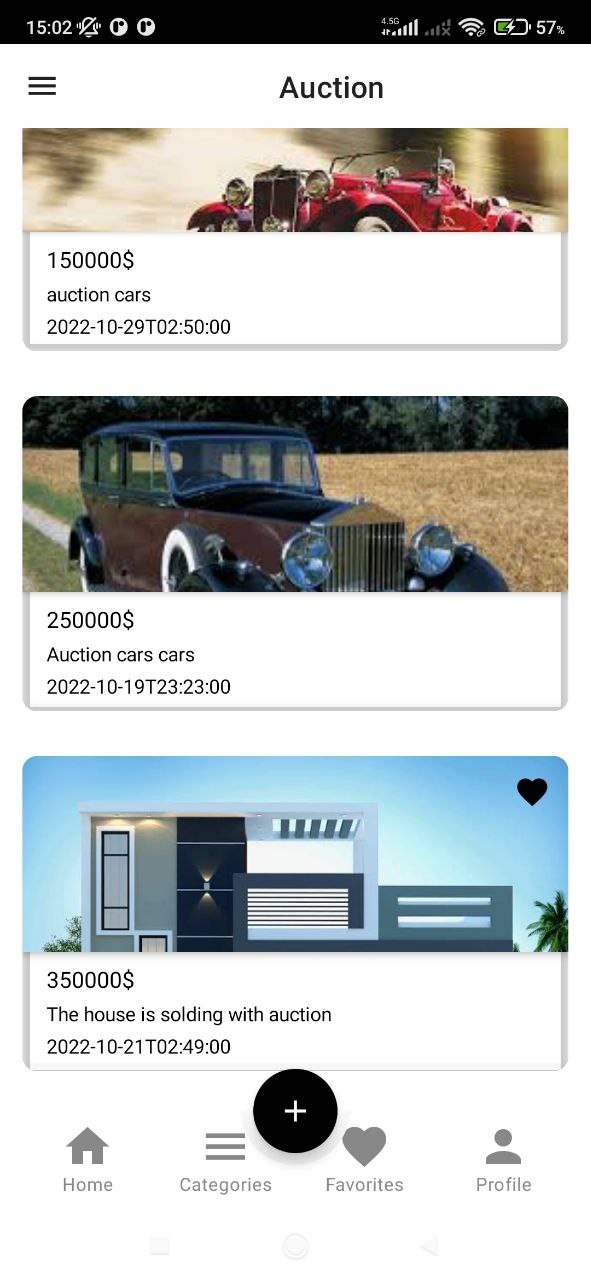 15:02
4.5G
57%
Auction
150000$
auction cars
2022-10-29T02:50:00
250000$
Auction cars cars
2022-10-19T23:23:00
350000$
The house is solding with auction
2022-10-21T02:49:00
Home
Categories
Favorites
Profile